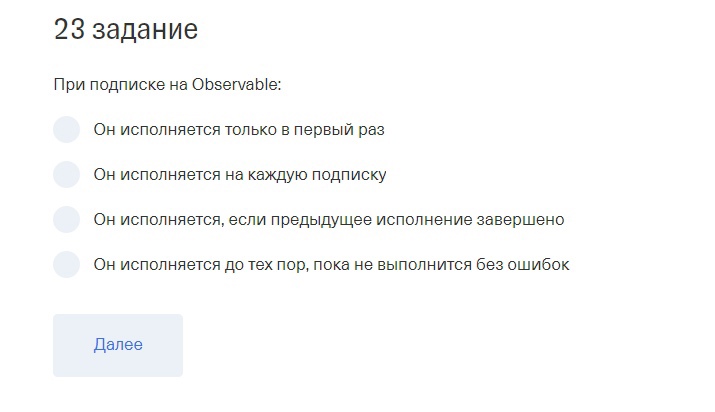 23 задание
При подписке на Observable:
Он исполняется только в первый раз
Он исполняется на каждую подписку
Он исполняется, если предыдущее исполнение завершено
Он исполняется до тех пор, пока не выполнится без ошибок
Далее